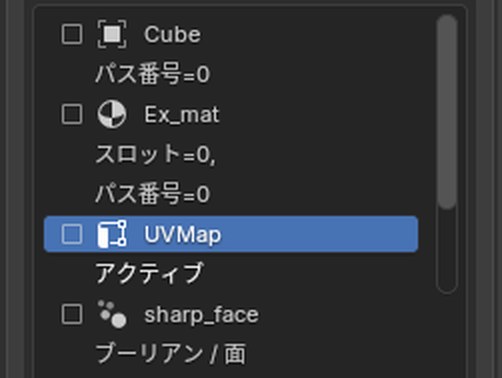 Cube
パス番号=0
Ex_mat
スロット=0,
パス番号=0
UVMap
アクティブ
sharp_face
ブーリアン / 面